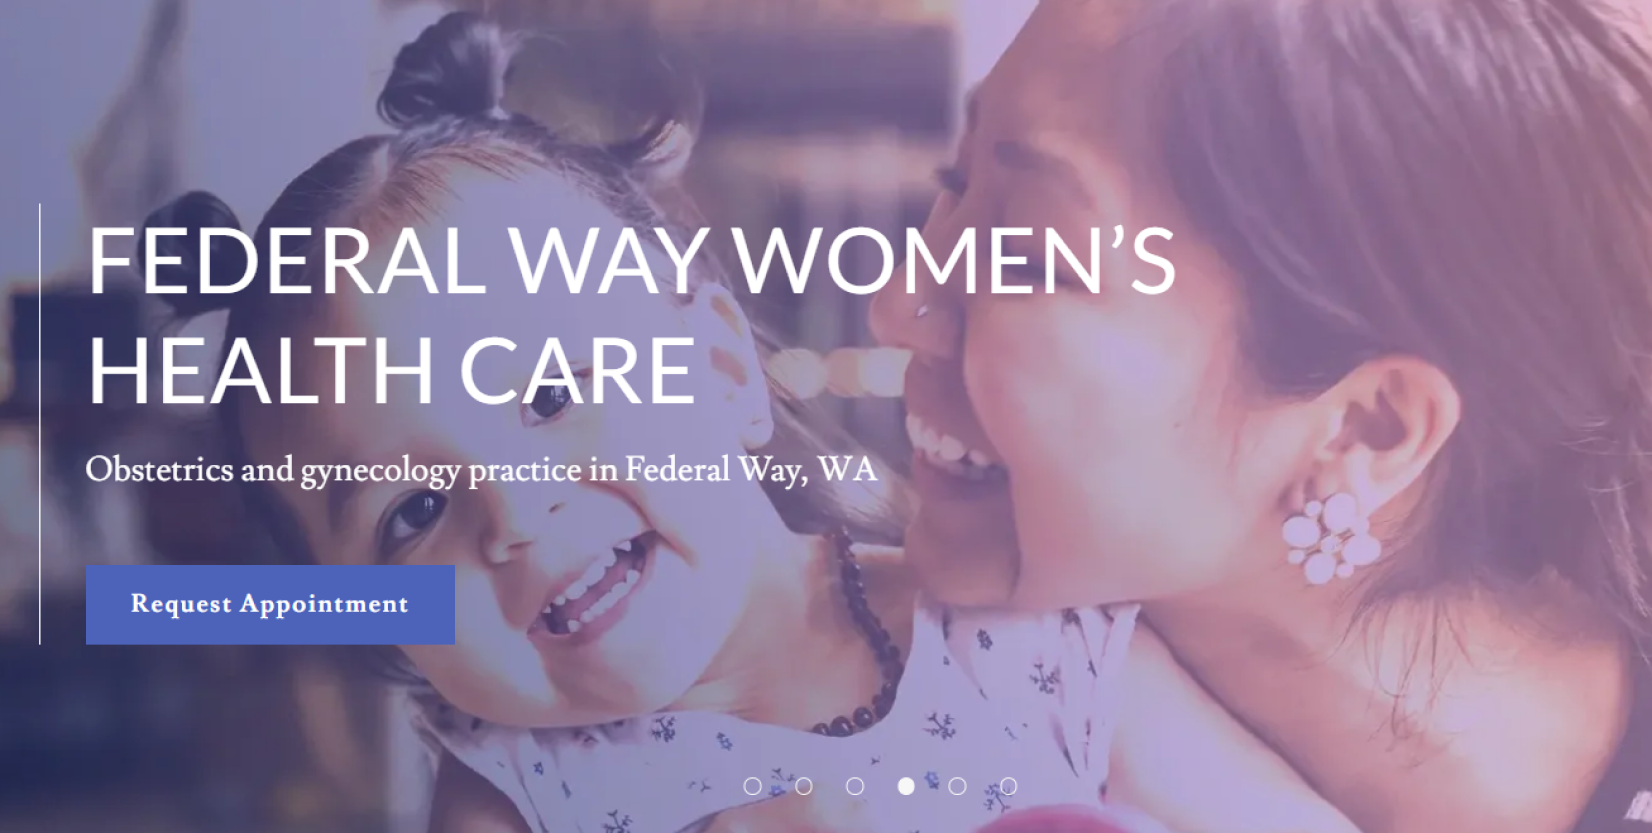 FEDERAL WAY WOMEN’S
HEALTH CARE
Obstetrics and gynecology practice in Federal Way, WA
Request Appointment